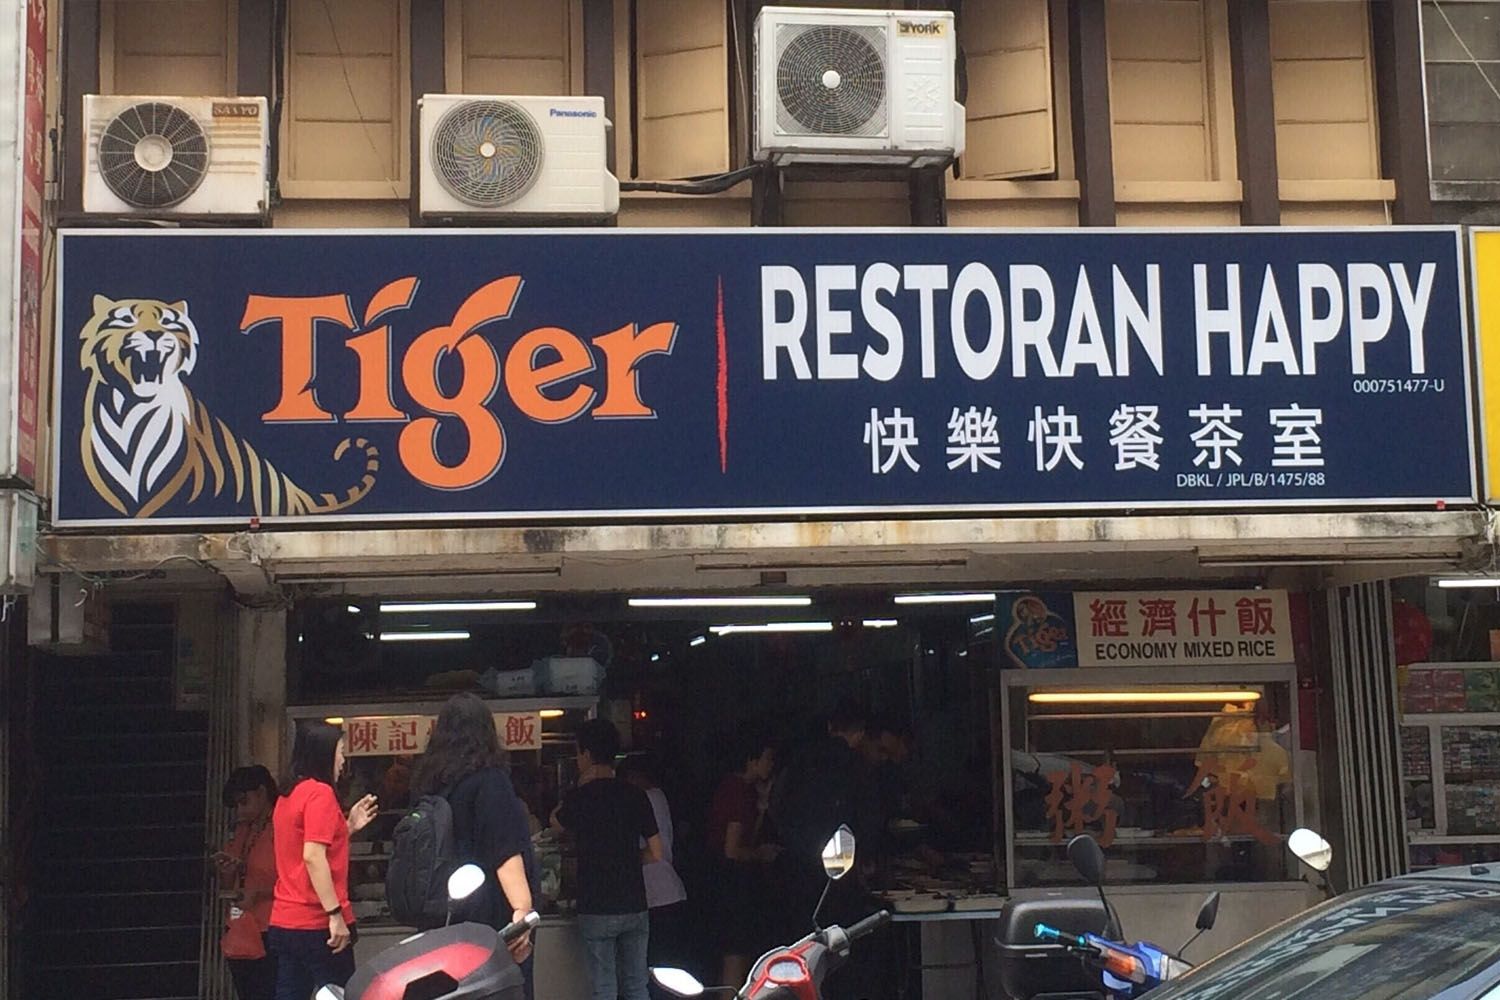 SANYO
Panasonic
YORK
Tiger
RESTORAN HAPPY
000751477-U
快樂快餐茶室
DBKL / JPL/B/1475/88
Tiger
經濟什飯
ECONOMY MIXED RICE
陳記
飯
粥 飯